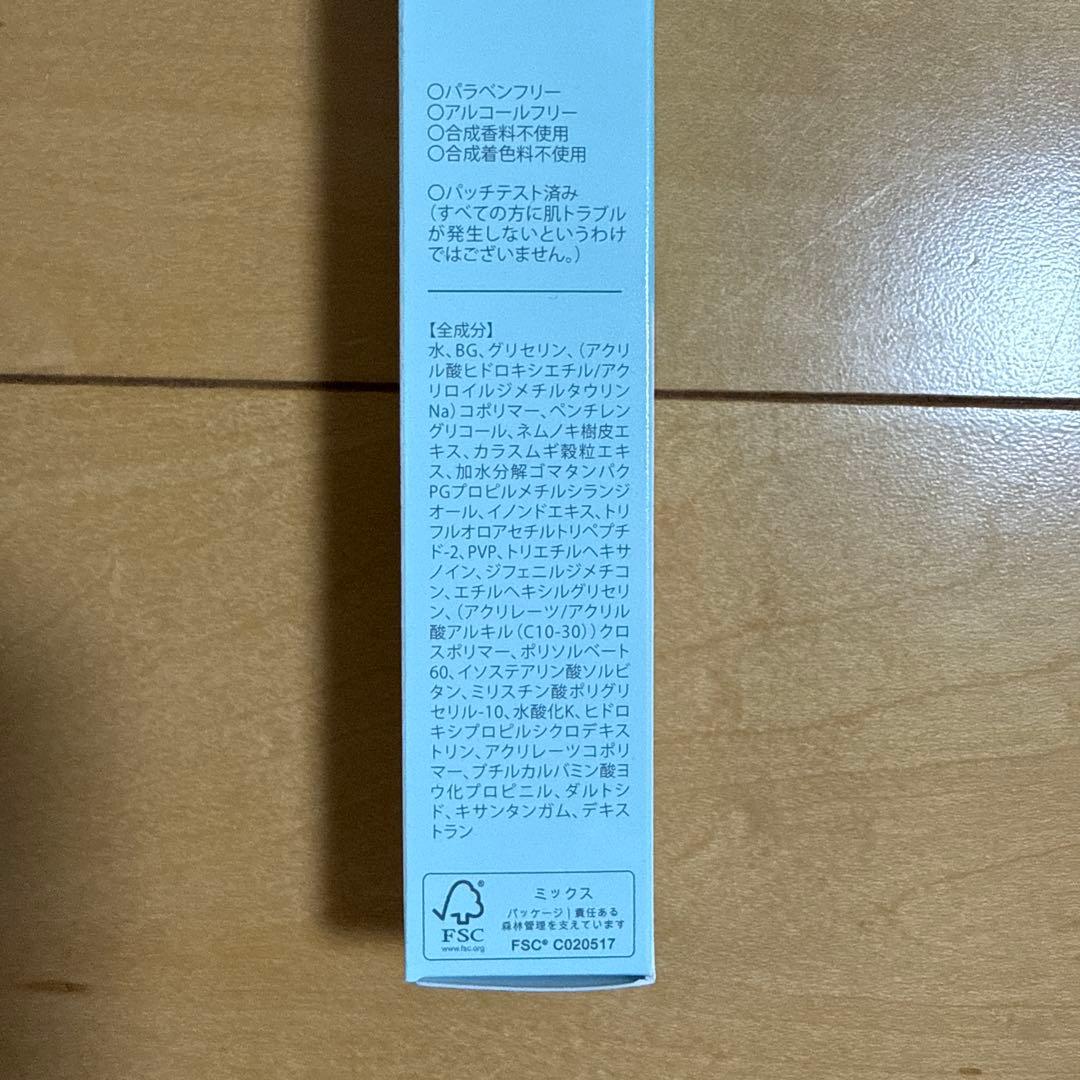 〇パラベンフリー
〇アルコールフリー
〇合成香料不使用
〇合成着色料不使用
〇パッチテスト済み
(すべての方に肌トラブル
が発生しないというわけ
ではございません。)
【全成分】
水、BG、グリセリン、(アクリ
ル酸ヒドロキシエチル/アク
リロイルジメチルタウリン
Na)コポリマー、ペンチレン
グリコール、ネムノキ樹皮エ
キス、カラスムギ穀粒エキ
ス、加水分解ゴマタンパク
PGプロピルメチルシランジ
オール、イノンドエキス、トリ
フルオロアセチルトリペプチ
ド-2、PVP、トリエチルヘキサ
ノイン、ジフェニルジメチコ
ン、エチルヘキシルグリセリ
ン、(アクリレーツ/アクリル
酸アルキル(C10-30))クロ
スポリマー、ポリソルベート
60、イソステアリン酸ソルビ
タン、ミリスチン酸ポリグリ
セリル-10、水酸化K、ヒドロ
キシプロピルシクロデキス
トリン、アクリレーツコポリ
マー、ブチルカルバミン酸ヨ
ウ化プロピニル、ダルトシ
ド、キサンタンガム、デキス
トラン
ミックス
パッケージ|責任ある
森林管理を支えています
FSC® C020517
®
FSC
www.fsc.org